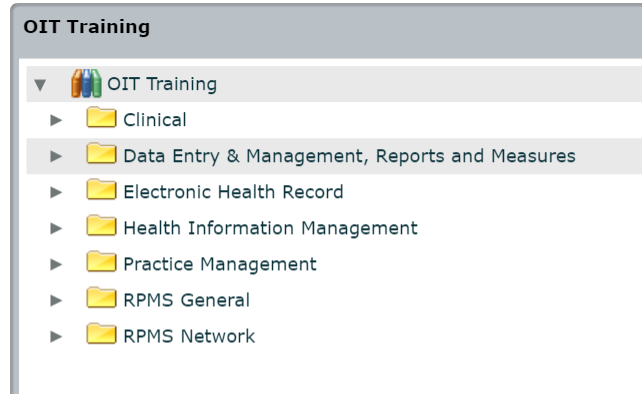 OIT Training
OIT Training
Clinical
Data Entry & Management, Reports and Measures
Electronic Health Record
Health Information Management
Practice Management
RPMS General
RPMS Network